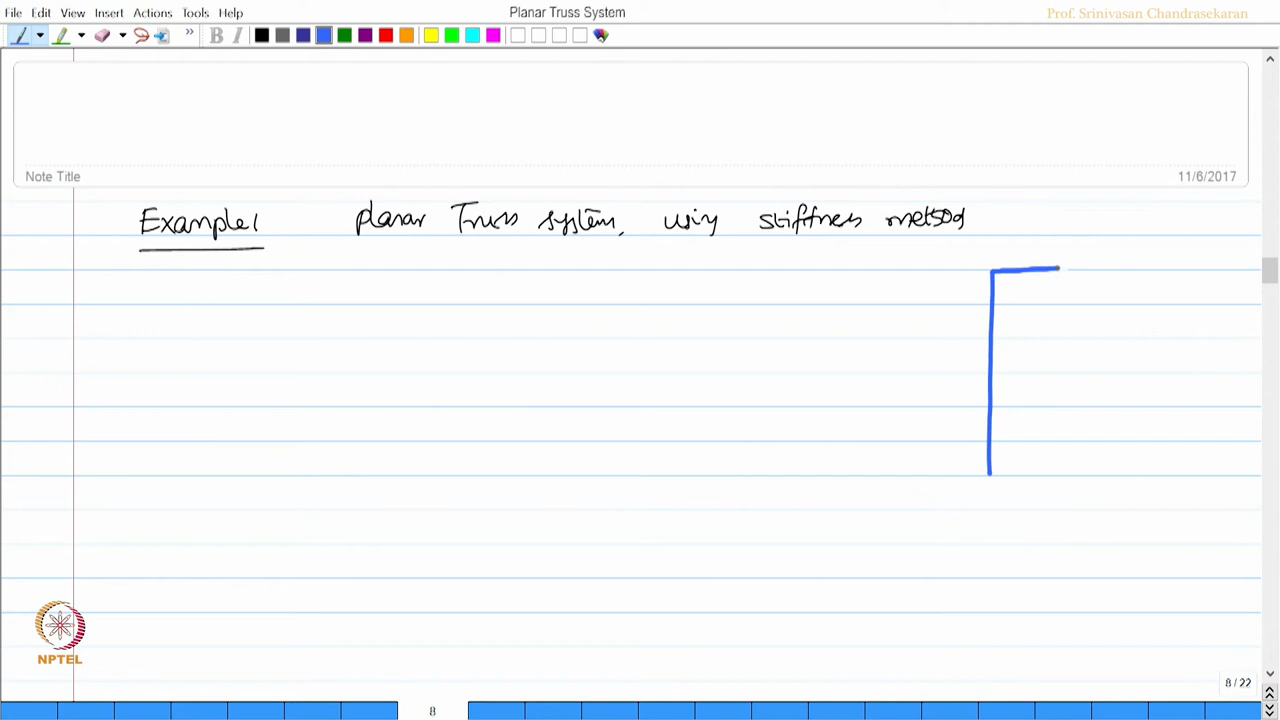 File Edit View Insert Actions Tools Help
Planar Truss System
Prof. Srinivasan Chandrasekaran
B I
Note Title
11/6/2017
Example1 planar Truss system, using stiffness method
NPTEL
8 / 22
8